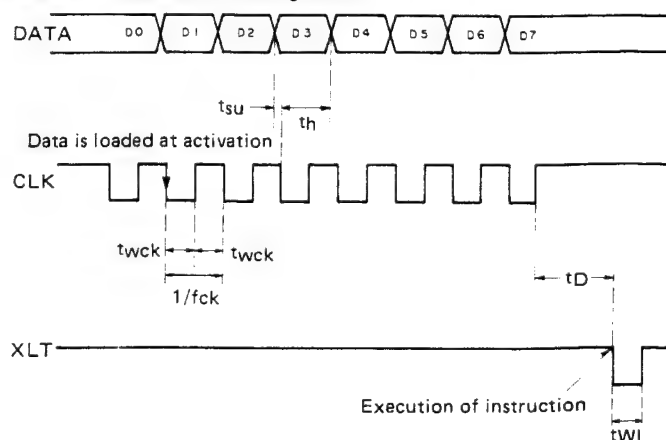 DATA D0 D1 D2 D3 D4 D5 D6 D7
tsu
th
Data is loaded at activation
CLK
twck twck
1/fck
tD
XLT
Execution of instruction